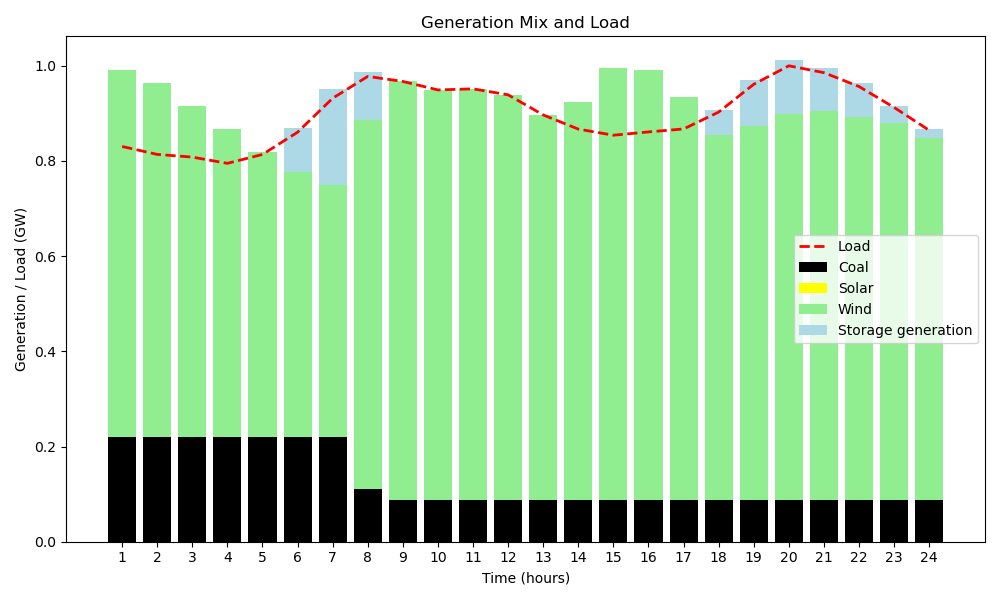 Generation Mix and Load
Generation / Load (GW)
1.0
0.8
0.6
0.4
0.2
0.0
Load
Coal
Solar
Wind
Storage generation
1 2 3 4 5 6 7 8 9 10 11 12 13 14 15 16 17 18 19 20 21 22 23 24
Time (hours)